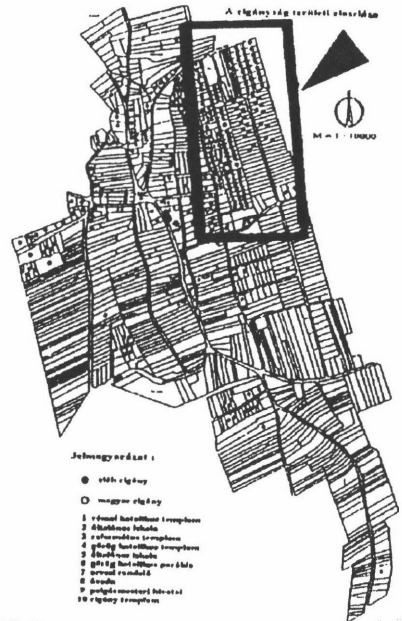 A cigányság területi elosztása
M = 1 : 10000
Jelmagyarázat :
oláh cigány
magyar cigány
1 római katolikus templom
2 általános iskola
3 református templom
4 görög katolikus templom
5 általános iskola
6 görög katolikus parókia
7 orvosi rendelő
8 óvoda
9 polgármesteri hivatal
10 cigány templom